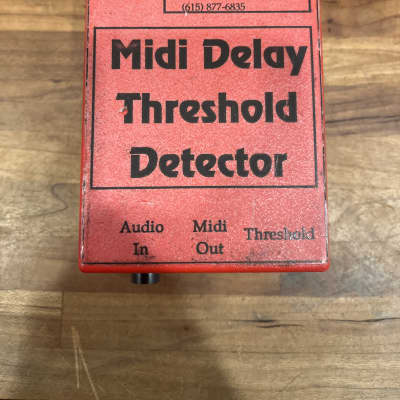 (615) 877-6835
Midi Delay
Threshold
Detector
Audio Midi Threshold
In Out